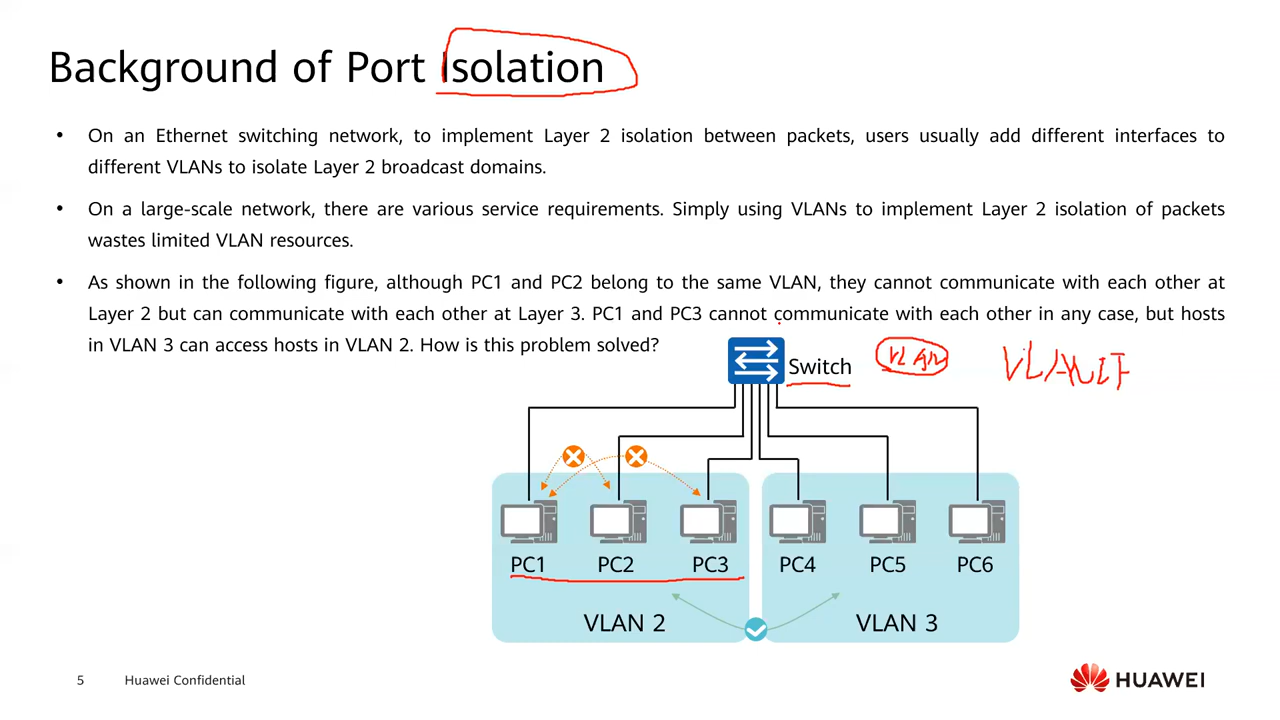 Background of Port Isolation
• On an Ethernet switching network, to implement Layer 2 isolation between packets, users usually add different interfaces to
different VLANs to isolate Layer 2 broadcast domains.
• On a large-scale network, there are various service requirements. Simply using VLANs to implement Layer 2 isolation of packets
wastes limited VLAN resources.
• As shown in the following figure, although PC1 and PC2 belong to the same VLAN, they cannot communicate with each other at
Layer 2 but can communicate with each other at Layer 3. PC1 and PC3 cannot communicate with each other in any case, but hosts
in VLAN 3 can access hosts in VLAN 2. How is this problem solved?
Switch VLAN VLANIF
PC1 PC2 PC3 PC4 PC5 PC6
VLAN 2 VLAN 3
5 Huawei Confidential HUAWEI